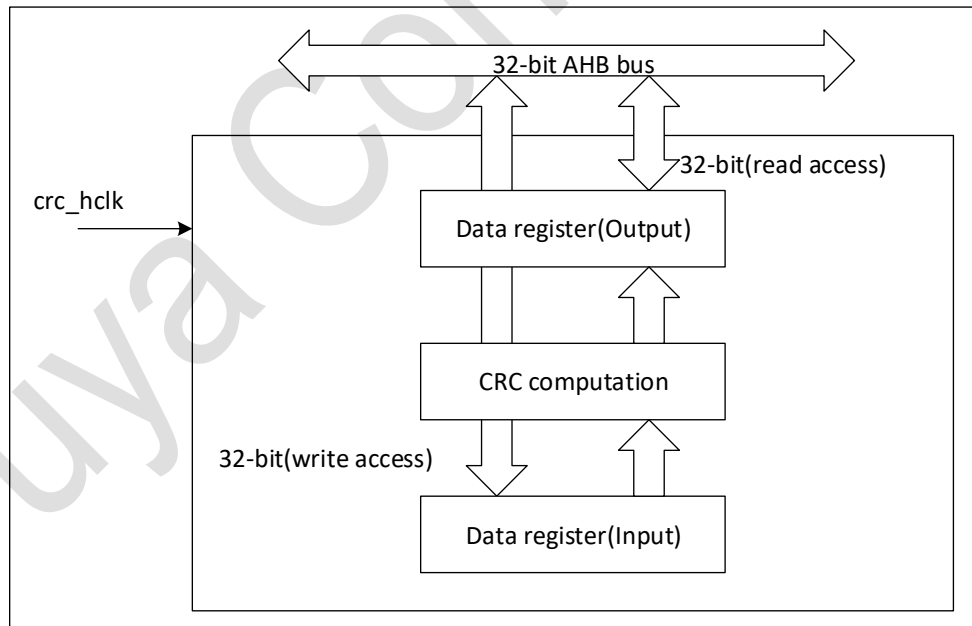 32-bit AHB bus
32-bit(read access)
crc_hclk
Data register(Output)
CRC computation
32-bit(write access)
Data register(Input)